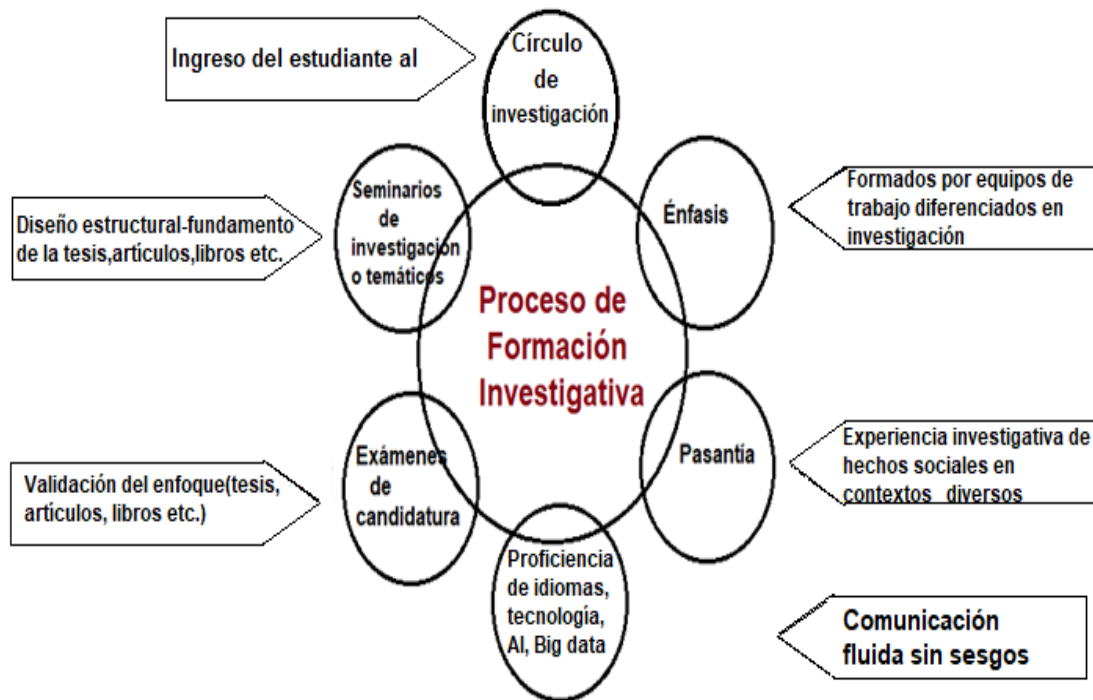 Ingreso del estudiante al
Círculo
de
investigación
Seminarios
de
investigación
o temáticos
Énfasis
Formados por equipos de
trabajo diferenciados en
investigación
Diseño estructural-fundamento
de la tesis,artículos,libros etc.
Proceso de
Formación
Investigativa
Exámenes
de
candidatura
Pasantía
Experiencia investigativa de
hechos sociales en
contextos diversos
Validación del enfoque(tesis,
artículos, libros etc.)
Proficiencia
de idiomas,
tecnología,
AI, Big data
Comunicación
fluida sin sesgos